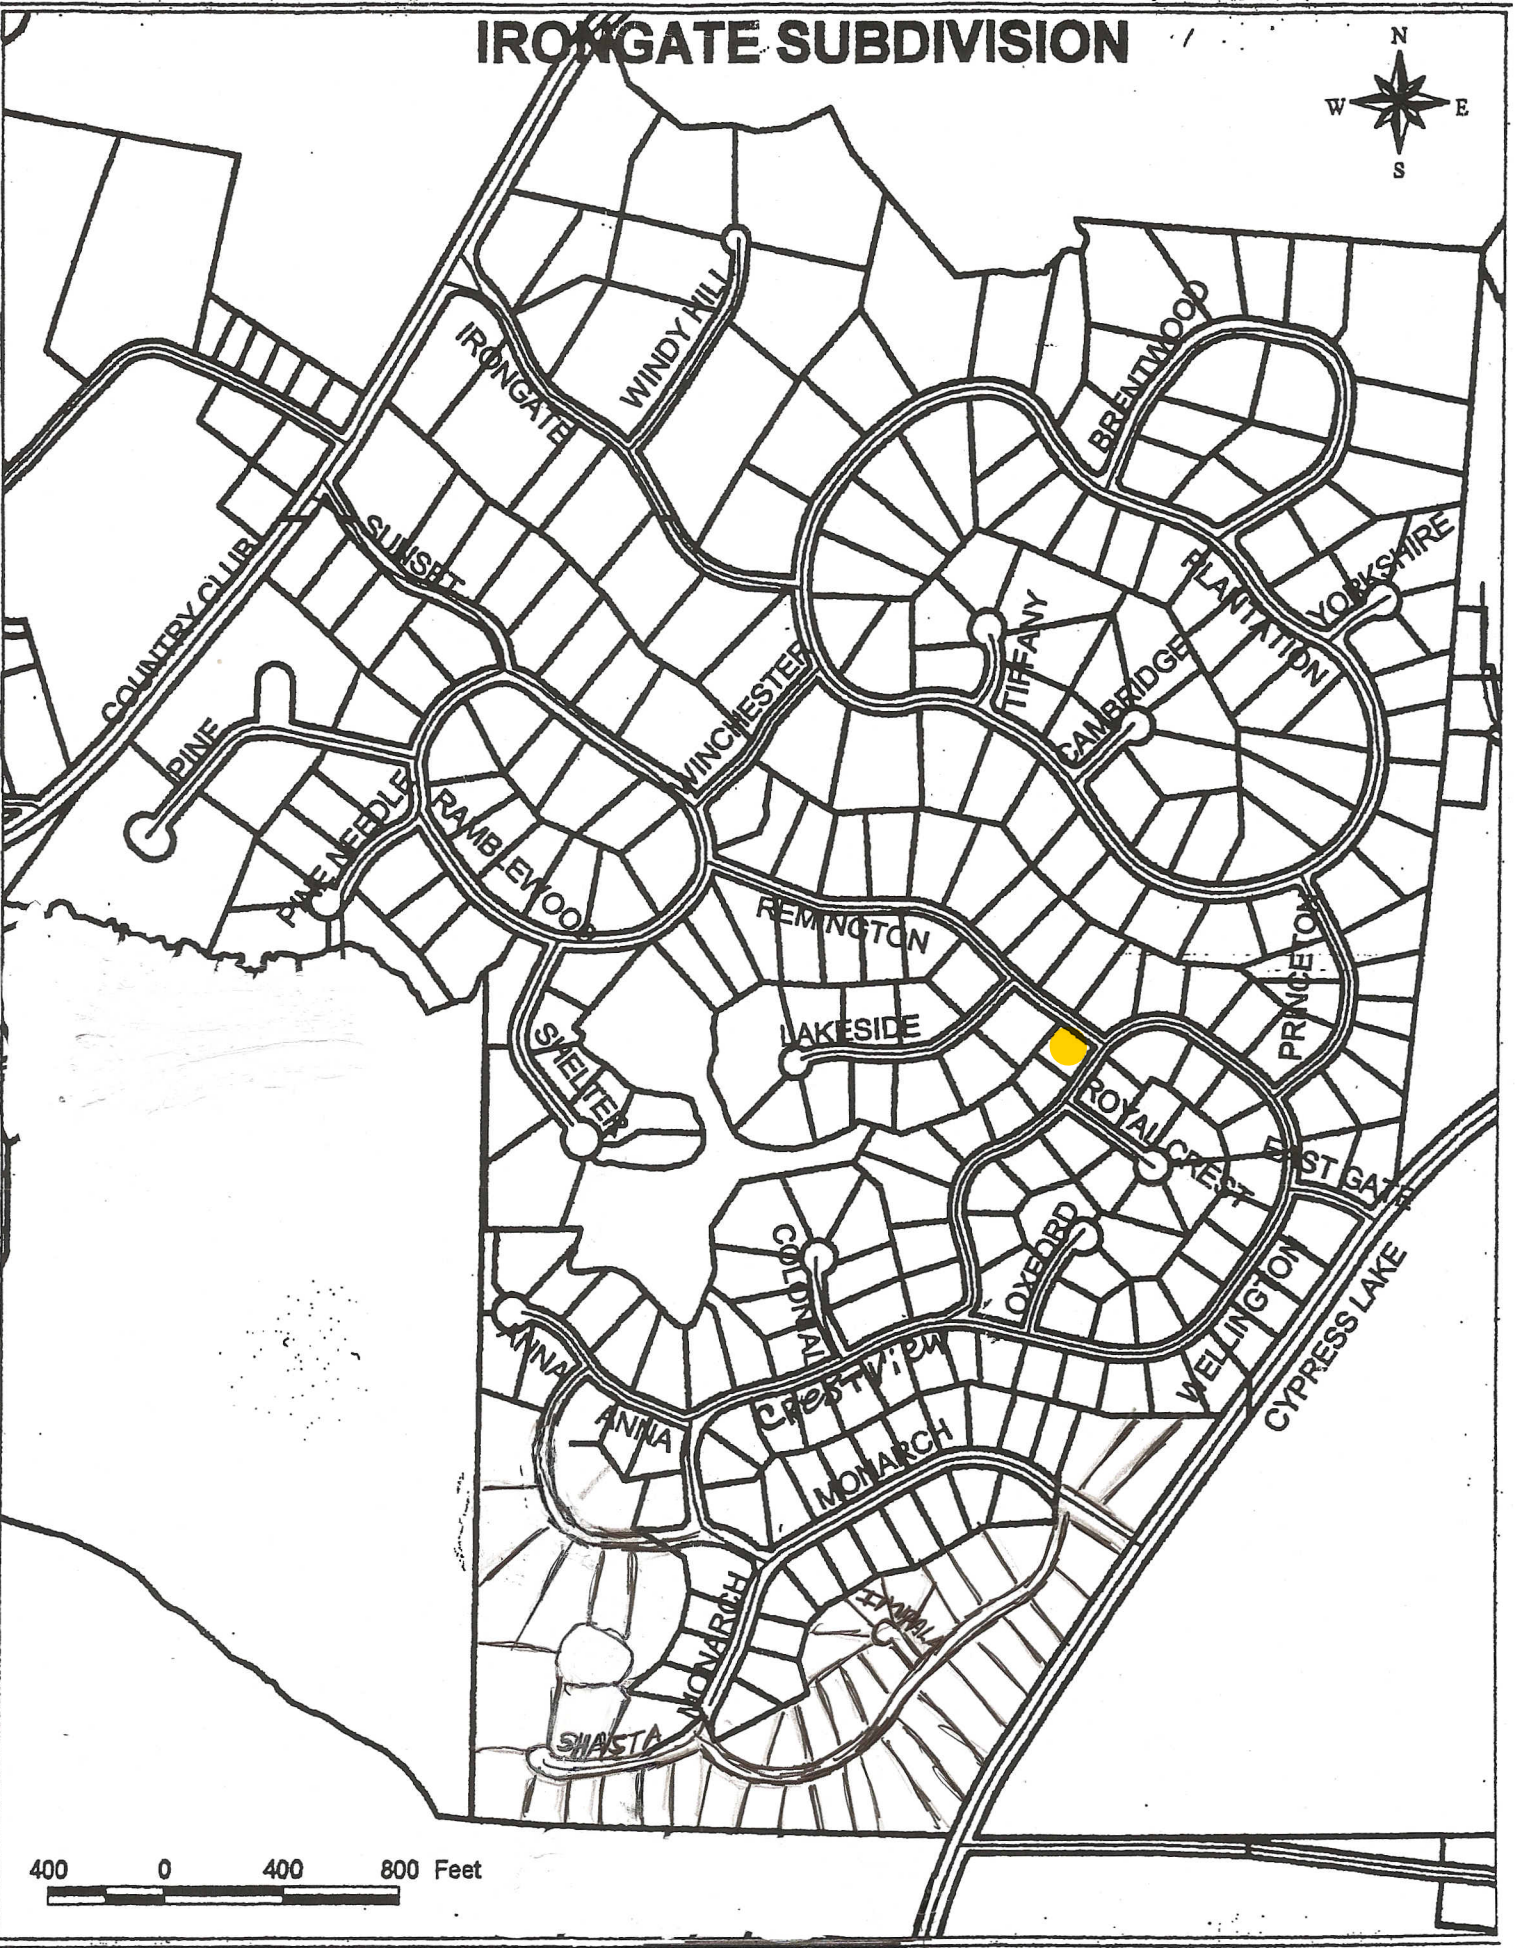 IRONGATE SUBDIVISION
N
W E
S
BRENTWOOD
WINDY HILL
IRONGATE
SUNSET
YORKSHIRE
PLANTATION
COUNTRY CLUB
TIFFANY
CAMBRIDGE
WINCHESTER
PINE
PINE NEEDLE
RAMBLEWOOD
REMINGTON
PRINCETON
LAKESIDE
SHELTER
ROYAL CREST
EAST GATE
COLONIAL
OXFORD
WELLINGTON
CYPRESS LAKE
ANNA
CRESTView
ANNA
MONARCH
IMPALA
MONARCH
SHASTA
400 0 400 800 Feet